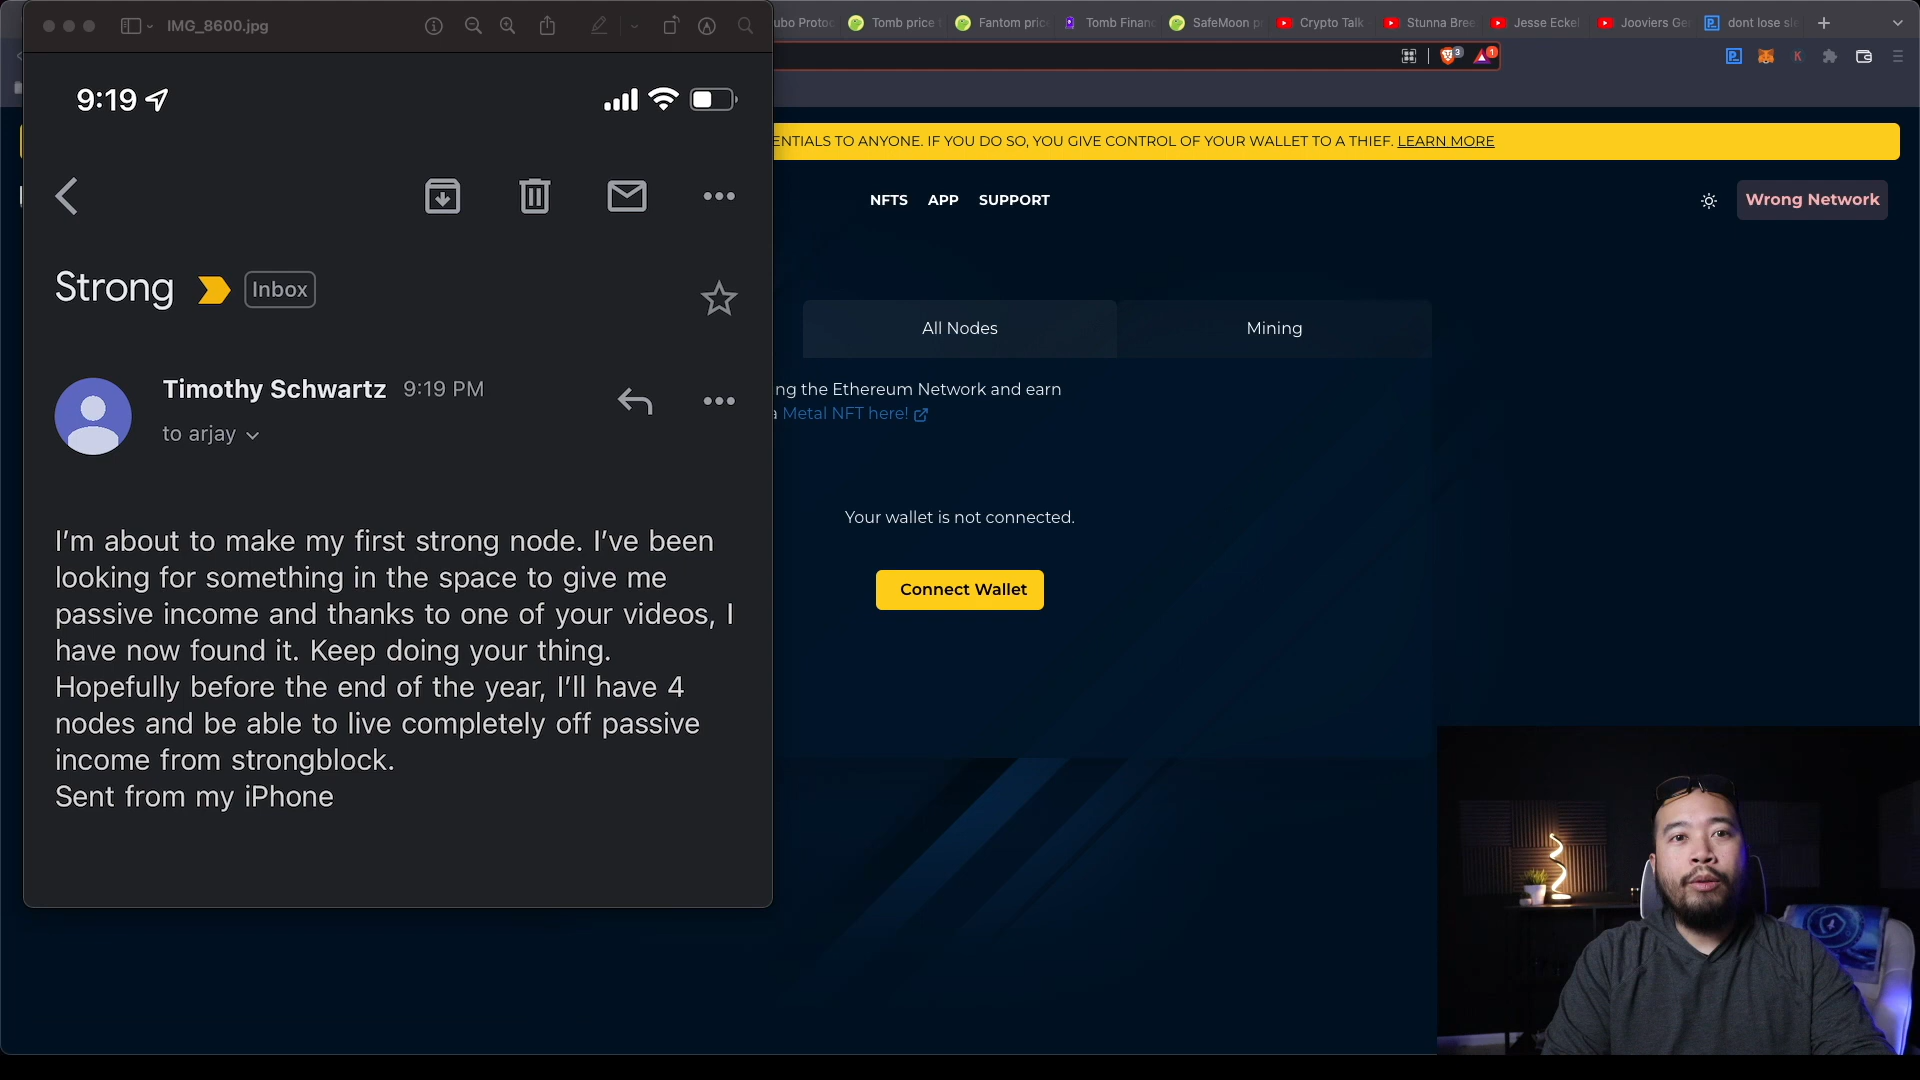 IMG_8600.jpg
ubo Protoc
Tomb price
Fantom pric
Tomb Financ
SafeMoon p
Crypto Talk
Stunna Bree
Jesse Eckel
Jooviers Ge
dont lose sl
3
1
K
9:19
ENTIALS TO ANYONE. IF YOU DO SO, YOU GIVE CONTROL OF YOUR WALLET TO A THIEF. LEARN MORE
NFTS APP SUPPORT
Wrong Network
Strong Inbox
All Nodes Mining
Timothy Schwartz 9:19 PM
to arjay
ng the Ethereum Network and earn
a Metal NFT here!
Your wallet is not connected.
Connect Wallet
I’m about to make my first strong node. I’ve been
looking for something in the space to give me
passive income and thanks to one of your videos, I
have now found it. Keep doing your thing.
Hopefully before the end of the year, I’ll have 4
nodes and be able to live completely off passive
income from strongblock.
Sent from my iPhone